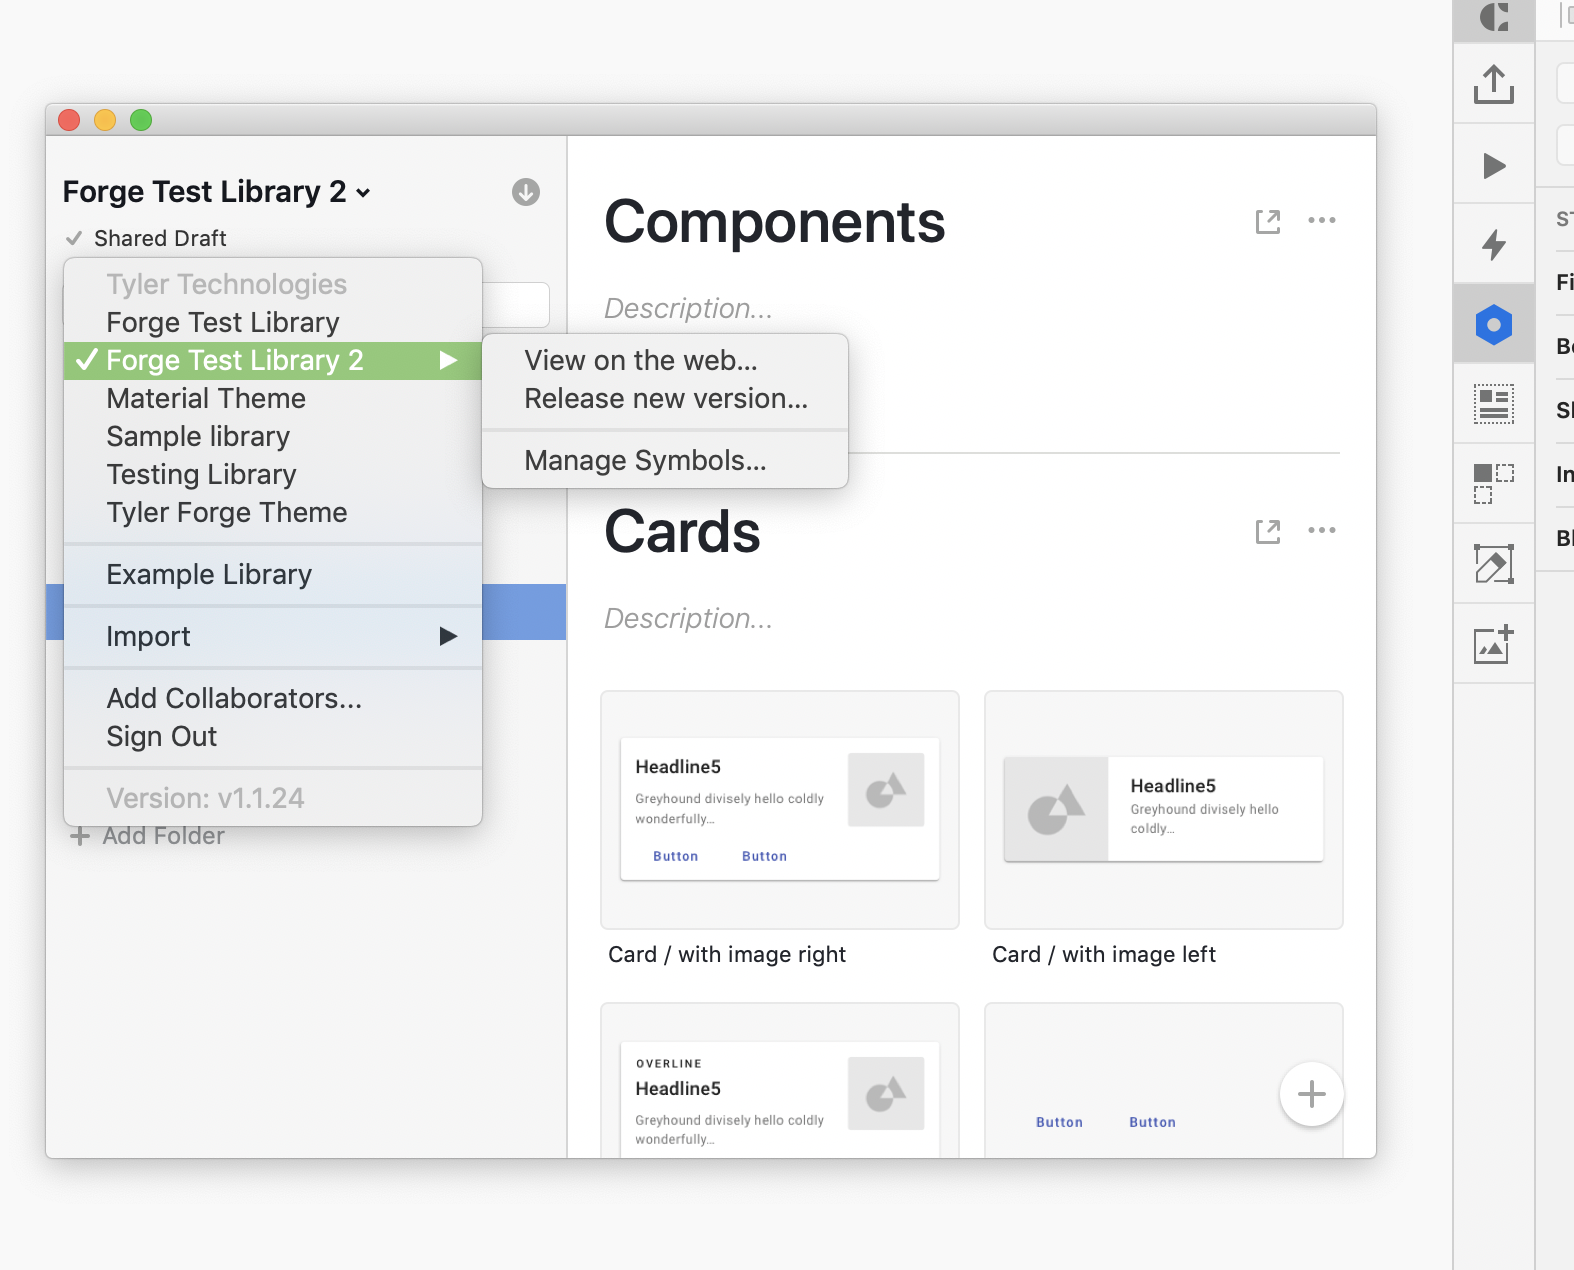 Forge Test Library 2
Shared Draft
Tyler Technologies
Forge Test Library
Forge Test Library 2
Material Theme
Sample library
Testing Library
Tyler Forge Theme
Example Library
Import
Add Collaborators...
Sign Out
Version: v1.1.24
Add Folder
View on the web...
Release new version...
Manage Symbols...
Components
Description...
Cards
Description...
Headline5
Greyhound divisely hello coldly
wonderfully...
Button Button
Card / with image right
Headline5
Greyhound divisely hello
coldly...
Card / with image left
OVERLINE
Headline5
Greyhound divisely hello coldly
wonderfully...
Button Button
ST
Fi
Bo
Sh
In
Bl